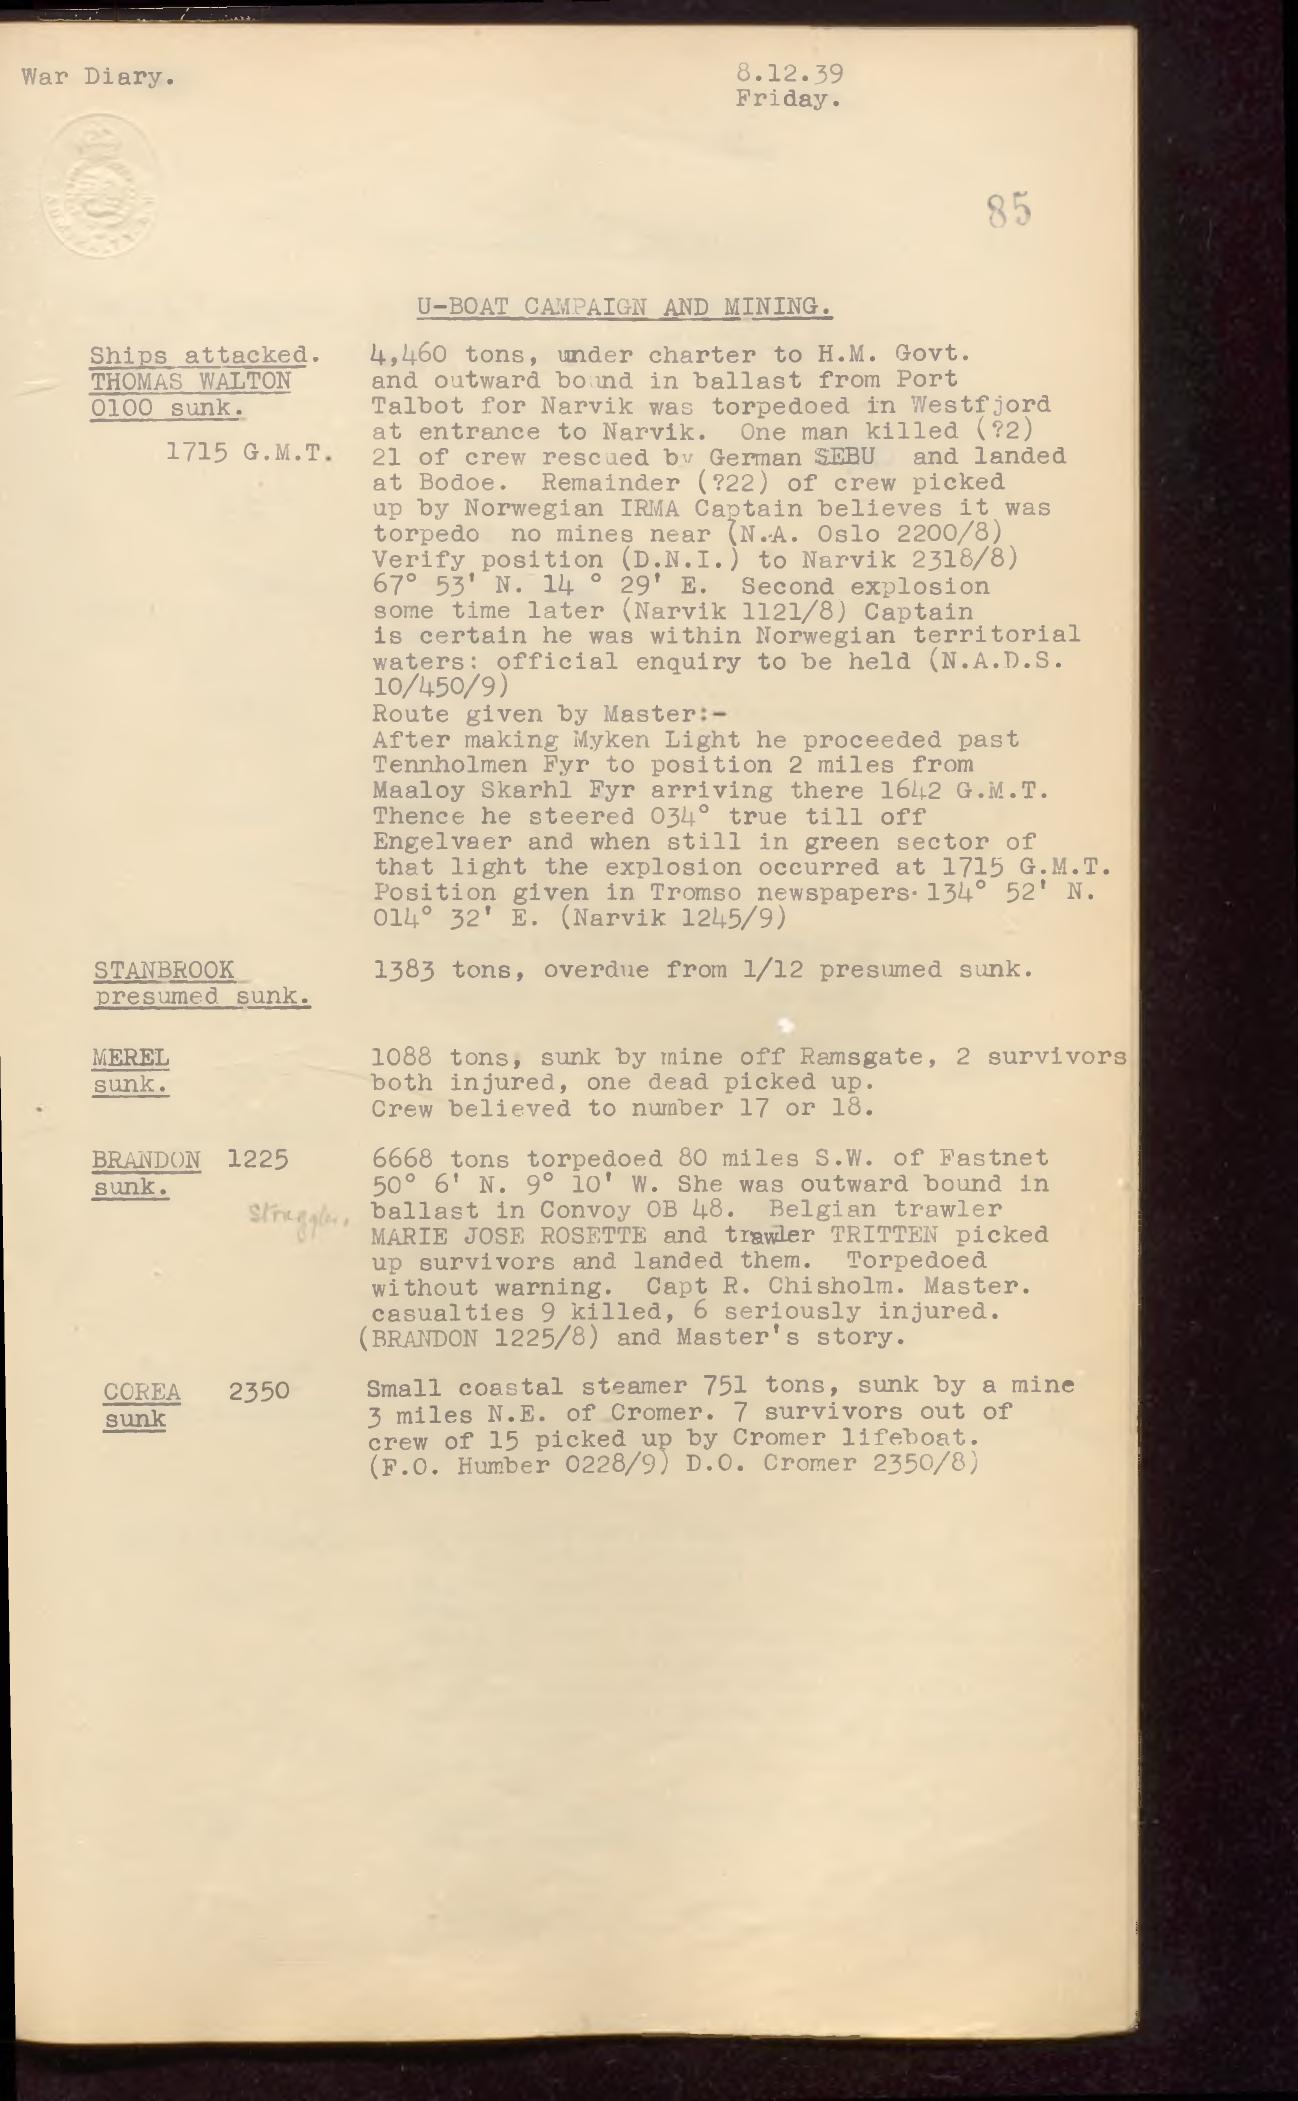 War Diary.
8.12.39
Friday.
85
U-BOAT CAMPAIGN AND MINING.
Ships attacked.
THOMAS WALTON
0100 sunk.
1715 G.M.T.
4,460 tons, under charter to H.M. Govt.
and outward bound in ballast from Port
Talbot for Narvik was torpedoed in Westfjord
at entrance to Narvik. One man killed (?2)
21 of crew rescued by German SEBU and landed
at Bodoe. Remainder (?22) of crew picked
up by Norwegian IRMA Captain believes it was
torpedo no mines near (N.A. Oslo 2200/8)
Verify position (D.N.I.) to Narvik 2318/8)
67° 53' N. 14 ° 29' E. Second explosion
some time later (Narvik 1121/8) Captain
is certain he was within Norwegian territorial
waters: official enquiry to be held (N.A.D.S.
10/450/9)
Route given by Master:-
After making Myken Light he proceeded past
Tennholmen Fyr to position 2 miles from
Maaloy Skarhl Fyr arriving there 1642 G.M.T.
Thence he steered 034° true till off
Engelvaer and when still in green sector of
that light the explosion occurred at 1715 G.M.T.
Position given in Tromso newspapers. 134° 52' N.
014° 32' E. (Narvik 1245/9)
STANBROOK
presumed sunk.
1383 tons, overdue from 1/12 presumed sunk.
MEREL
sunk.
1088 tons, sunk by mine off Ramsgate, 2 survivors
both injured, one dead picked up.
Crew believed to number 17 or 18.
BRANDON 1225
sunk.
Straggler.
6668 tons torpedoed 80 miles S.W. of Fastnet
50° 6' N. 9° 10' W. She was outward bound in
ballast in Convoy OB 48. Belgian trawler
MARIE JOSE ROSETTE and trawler TRITTEN picked
up survivors and landed them. Torpedoed
without warning. Capt R. Chisholm. Master.
casualties 9 killed, 6 seriously injured.
(BRANDON 1225/8) and Master's story.
COREA 2350
sunk
Small coastal steamer 751 tons, sunk by a mine
3 miles N.E. of Cromer. 7 survivors out of
crew of 15 picked up by Cromer lifeboat.
(F.O. Humber 0228/9) D.O. Cromer 2350/8)